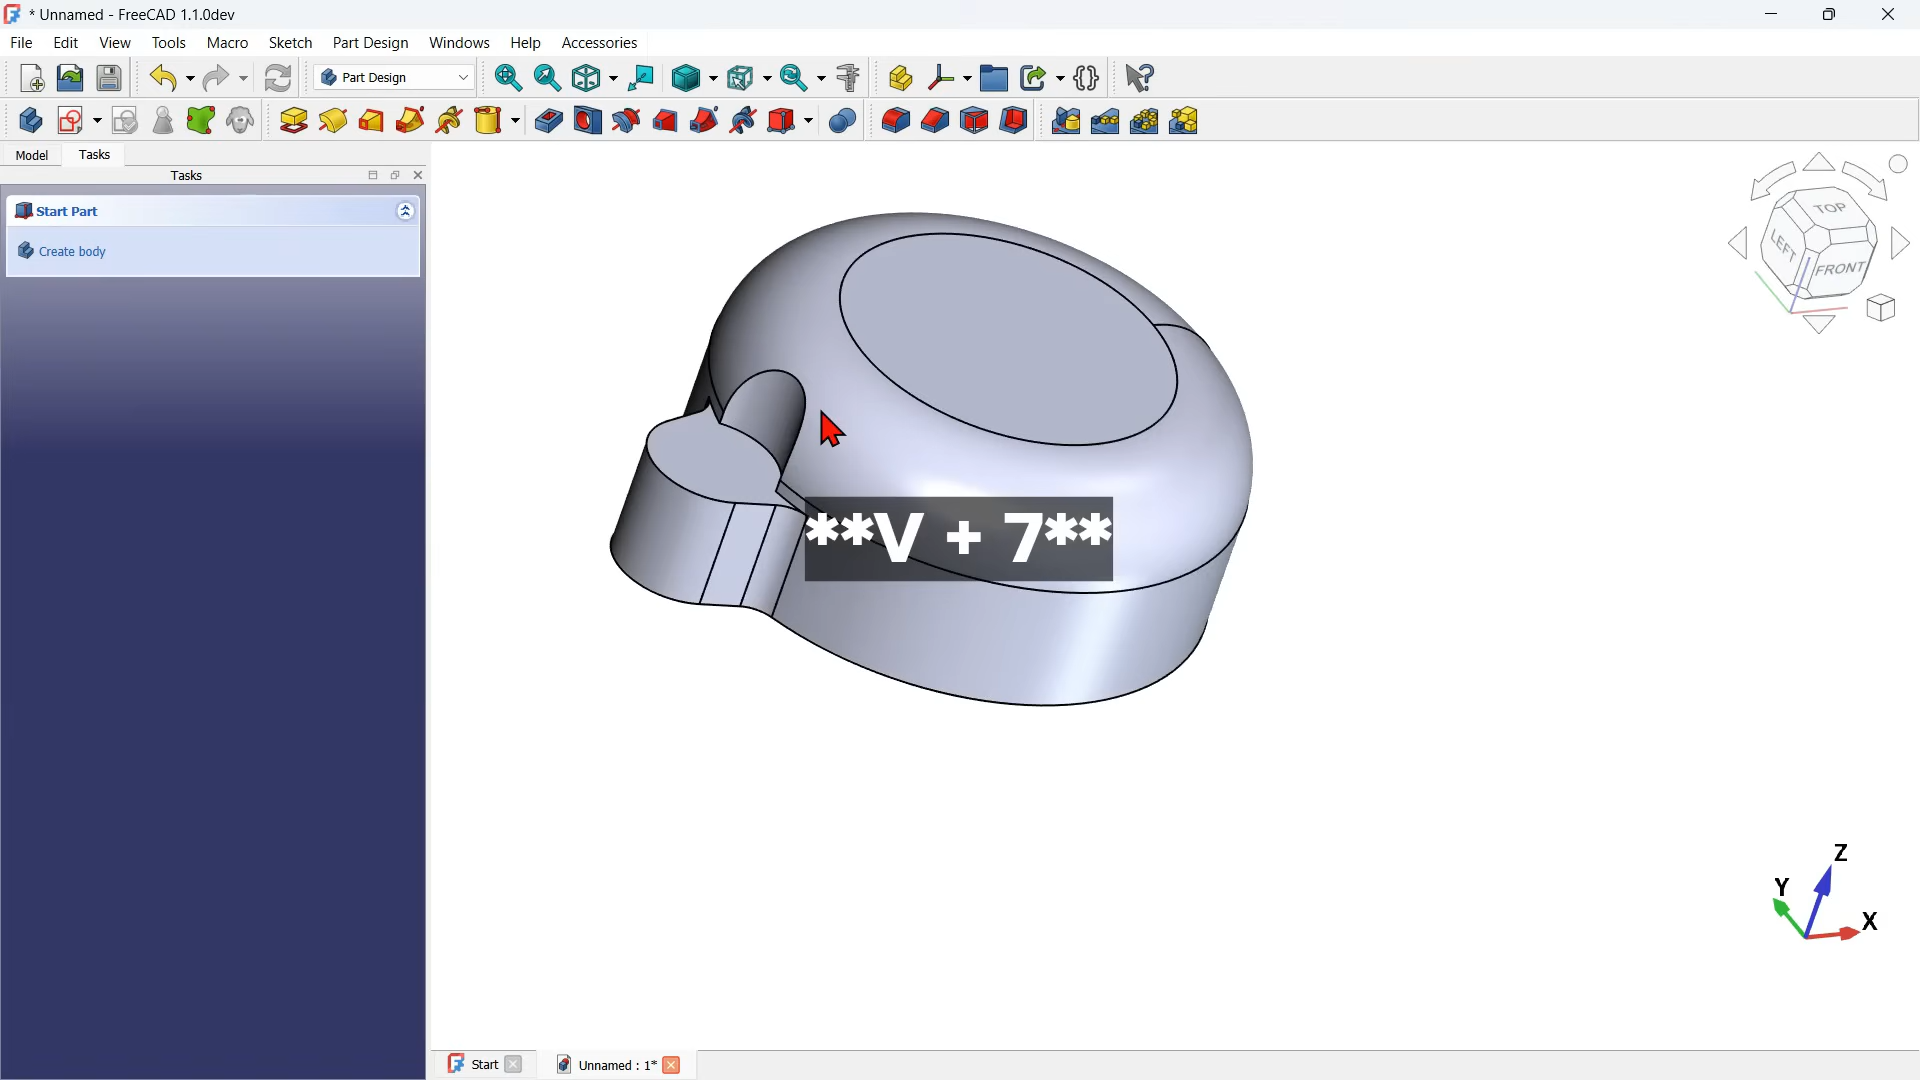 * Unnamed - FreeCAD 1.1.0dev
File Edit View Tools Macro Sketch Part Design Windows Help Accessories
Part Design
Model Tasks
Tasks
Start Part
Create body
TOP
LEFT
FRONT
**V + 7**
Z
Y
X
Start
Unnamed : 1*